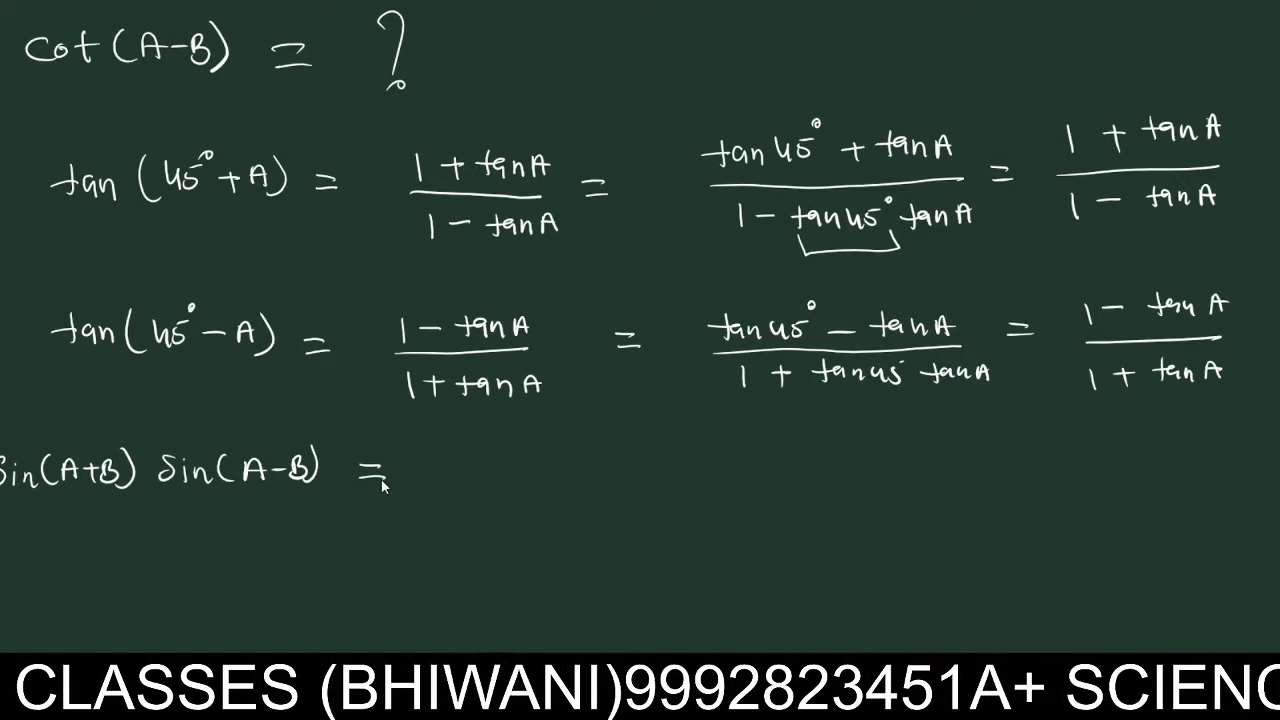 cot(A-B) = ?
tan(45°+A) = (1 + tanA)/(1 - tanA) = (tan45° + tanA)/(1 - tan45° tanA) = (1 + tanA)/(1 - tanA)
tan(45°-A) = (1 - tanA)/(1 + tanA) = (tan45° - tanA)/(1 + tan45 tanA) = (1 - tanA)/(1 + tanA)
Sin(A+B) Sin(A-B) =
CLASSES (BHIWANI)9992823451A+ SCIENC